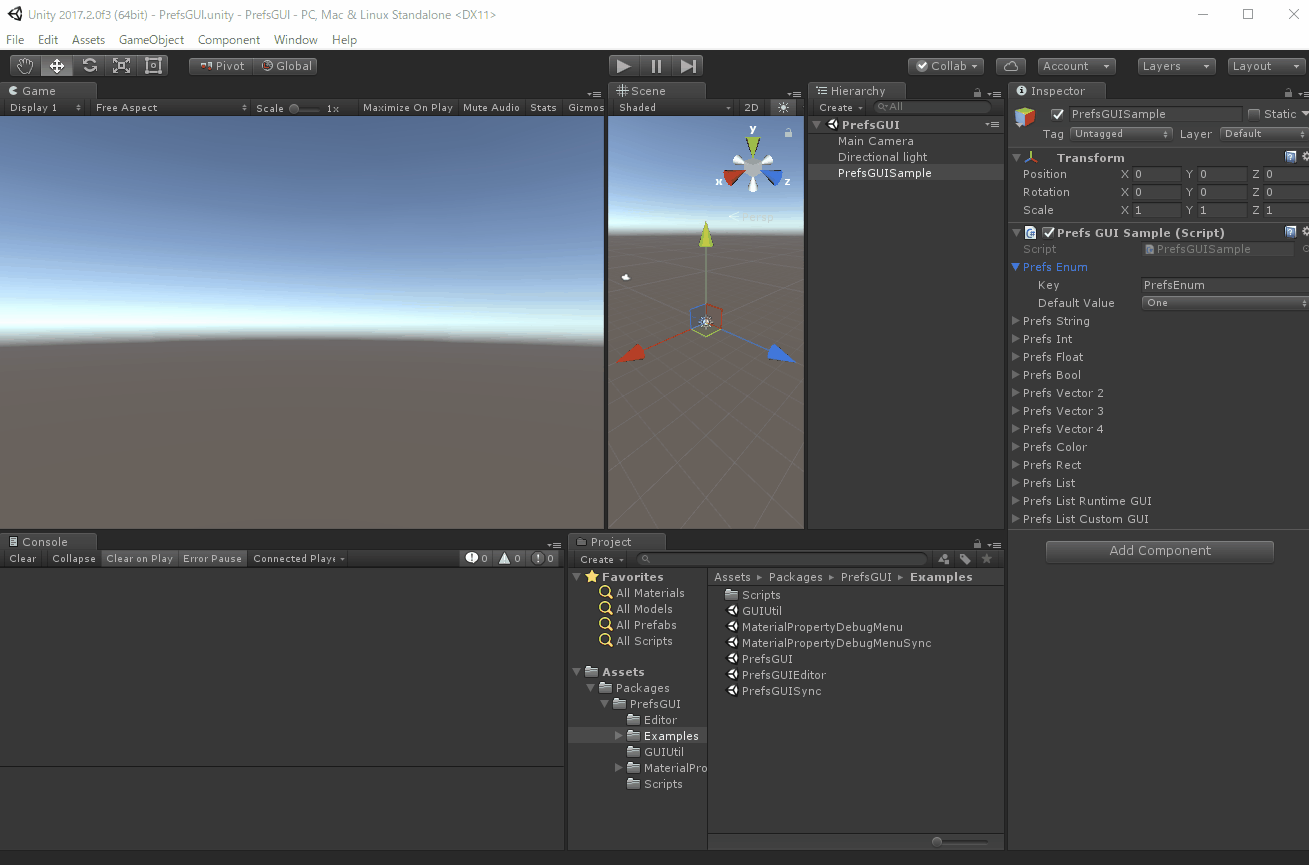 Unity 2017.2.0f3 (64bit) - PrefsGUI.unity - PrefsGUI - PC, Mac & Linux Standalone <DX11>
File Edit Assets GameObject Component Window Help
Pivot Global Collab Account Layers Layout
Game
Display 1 Free Aspect Scale 1x Maximize On Play Mute Audio Stats Gizmos
Scene
Shaded 2D
y
x z
Persp
Hierarchy
Create All
PrefsGUI
Main Camera
Directional light
PrefsGUISample
Inspector
PrefsGUISample Static
Tag Untagged Layer Default
Transform
Position X 0 Y 0 Z 0
Rotation X 0 Y 0 Z 0
Scale X 1 Y 1 Z 1
Prefs GUI Sample (Script)
Script PrefsGUISample
Prefs Enum
Key PrefsEnum
Default Value One
Prefs String
Prefs Int
Prefs Float
Prefs Bool
Prefs Vector 2
Prefs Vector 3
Prefs Vector 4
Prefs Color
Prefs Rect
Prefs List
Prefs List Runtime GUI
Prefs List Custom GUI
Add Component
Console
Clear Collapse Clear on Play Error Pause Connected Playe 0 0 0
Project
Create
Favorites
All Materials
All Models
All Prefabs
All Scripts
Assets
Packages
PrefsGUI
Editor
Examples
GUIUtil
MaterialPro
Scripts
Assets ▸ Packages ▸ PrefsGUI ▸ Examples
Scripts
GUIUtil
MaterialPropertyDebugMenu
MaterialPropertyDebugMenuSync
PrefsGUI
PrefsGUIEditor
PrefsGUISync